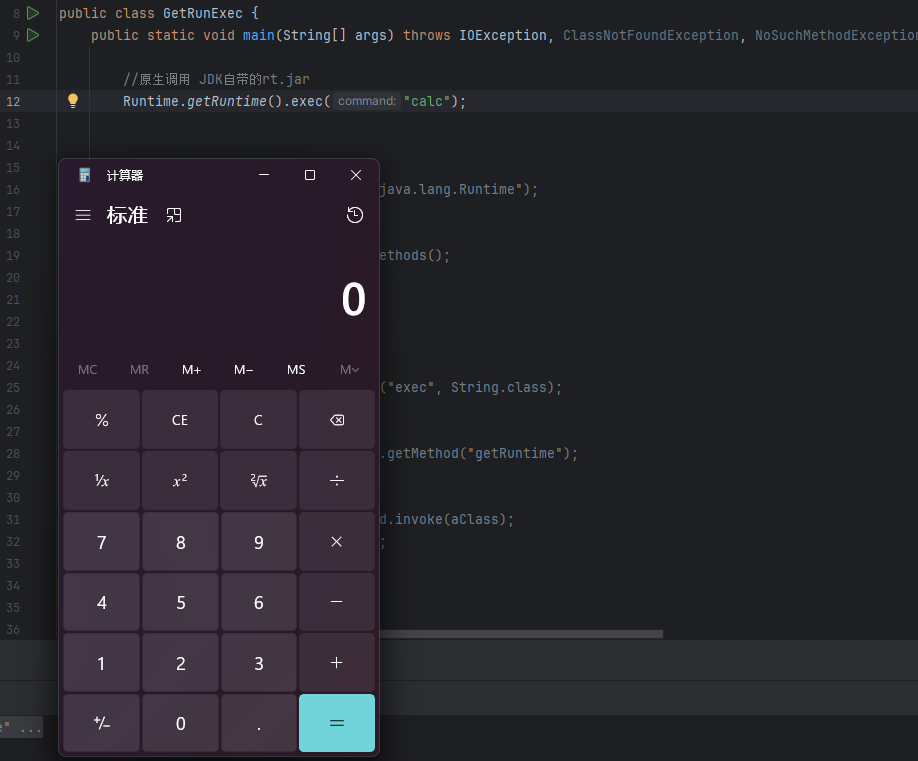 8 public class GetRunExec {
9 public static void main(String[] args) throws IOException, ClassNotFoundException, NoSuchMethodException
10
11 //原生调用 JDK自带的rt.jar
12 Runtime.getRuntime().exec( command: "calc");
13
14
15
16 java.lang.Runtime");
17
18
19 ethods();
20
21
22
23
24
25 ("exec", String.class);
26
27
28 .getMethod("getRuntime");
29
30
31 d.invoke(aClass);
32 ;
33
34
35
36
计算器
标准
0
MC MR M+ M− MS M
% CE C
¹/x x² ²√x ÷
7 8 9 ×
4 5 6 −
1 2 3 +
+/− 0 . =
e" ...